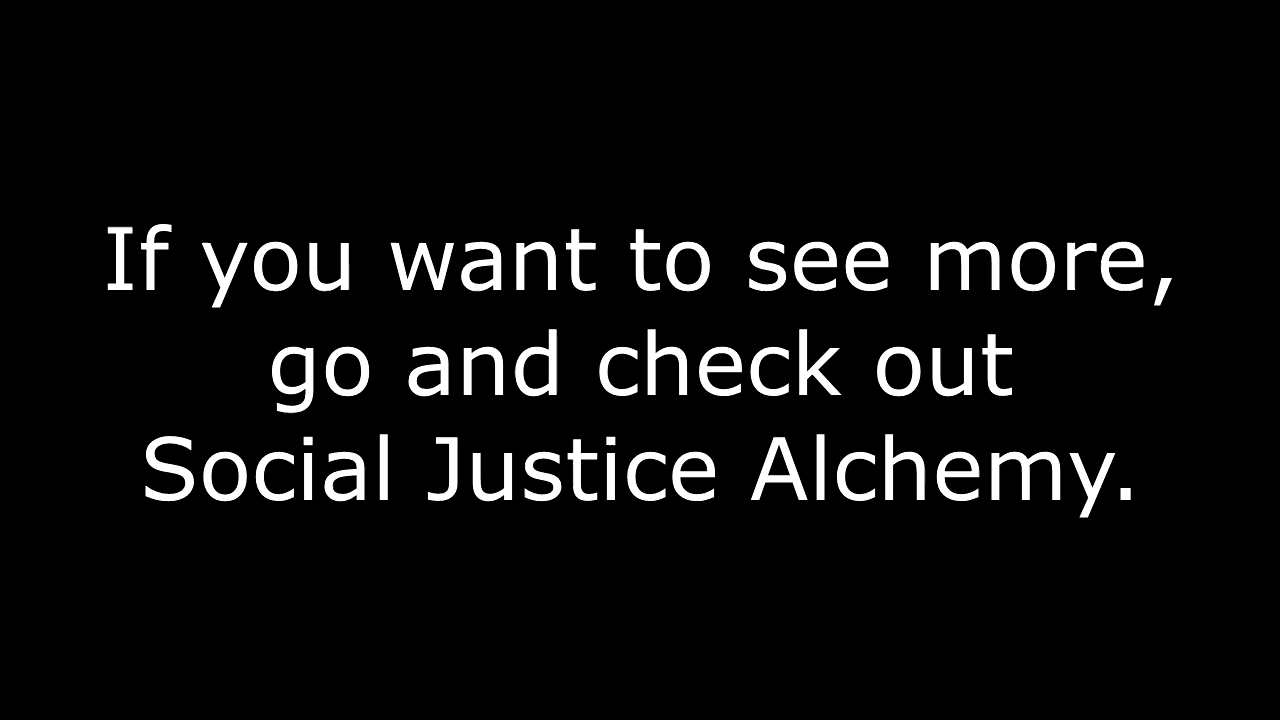 If you want to see more,
go and check out
Social Justice Alchemy.